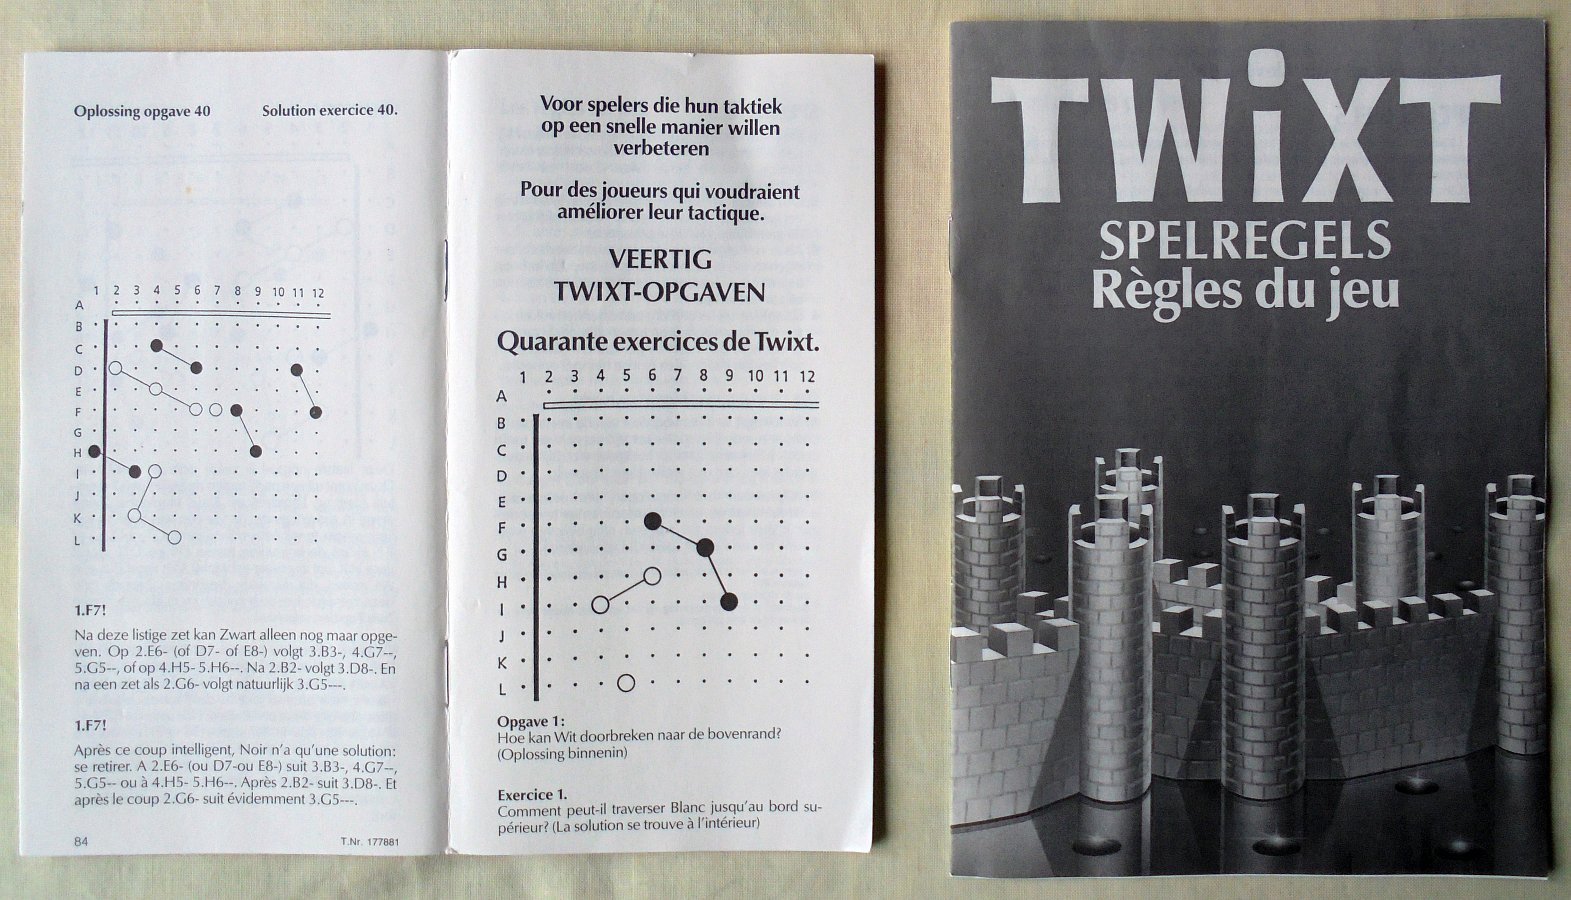 Oplossing opgave 40 Solution exercice 40.
1 2 3 4 5 6 7 8 9 10 11 12
A
B
C
D
E
F
G
H
I
J
K
L
1.F7!
Na deze listige zet kan Zwart alleen nog maar opge-
ven. Op 2.E6- (of D7- of E8-) volgt 3.B3-, 4.G7--,
5.G5--, of op 4.H5- 5.H6--. Na 2.B2- volgt 3.D8-. En
na een zet als 2.G6- volgt natuurlijk 3.G5---.
1.F7!
Après ce coup intelligent, Noir n'a qu'une solution:
se retirer. A 2.E6- (ou D7-ou E8-) suit 3.B3-, 4.G7--,
5.G5-- ou à 4.H5- 5.H6--. Après 2.B2- suit 3.D8-. Et
après le coup 2.G6- suit évidemment 3.G5---.
84 T.Nr. 177881
Voor spelers die hun taktiek
op een snelle manier willen
verbeteren
Pour des joueurs qui voudraient
améliorer leur tactique.
VEERTIG
TWIXT-OPGAVEN
Quarante exercices de Twixt.
1 2 3 4 5 6 7 8 9 10 11 12
A
B
C
D
E
F
G
H
I
J
K
L
Opgave 1:
Hoe kan Wit doorbreken naar de bovenrand?
(Oplossing binnenin)
Exercice 1.
Comment peut-il traverser Blanc jusqu'au bord su-
périeur? (La solution se trouve à l'intérieur)
TWiXT
SPELREGELS
Règles du jeu